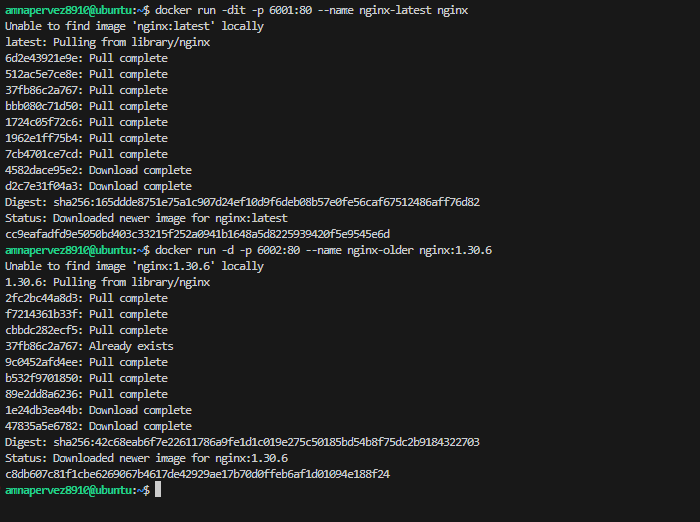 amnapervez8910@ubuntu:~$ docker run -dit -p 6001:80 --name nginx-latest nginx
Unable to find image 'nginx:latest' locally
latest: Pulling from library/nginx
6d2e43921e9e: Pull complete
512ac5e7ce8e: Pull complete
37fb86c2a767: Pull complete
bbb080c71d50: Pull complete
1724c05f72c6: Pull complete
1962e1ff75b4: Pull complete
7cb4701ce7cd: Pull complete
4582dace95e2: Download complete
d2c7e31f04a3: Download complete
Digest: sha256:165ddde8751e75a1c907d24ef10d9f6deb08b57e0fe56caf67512486aff76d82
Status: Downloaded newer image for nginx:latest
cc9eafadfd9e5050bd403c33215f252a0941b1648a5d8225939420f5e9545e6d
amnapervez8910@ubuntu:~$ docker run -d -p 6002:80 --name nginx-older nginx:1.30.6
Unable to find image 'nginx:1.30.6' locally
1.30.6: Pulling from library/nginx
2fc2bc44a8d3: Pull complete
f7214361b33f: Pull complete
cbbdc282ecf5: Pull complete
37fb86c2a767: Already exists
9c0452afd4ee: Pull complete
b532f9701850: Pull complete
89e2dd8a6236: Pull complete
1e24db3ea44b: Download complete
47835a5e6782: Download complete
Digest: sha256:42c68eab6f7e22611786a9fe1d1c019e275c50185bd54b8f75dc2b9184322703
Status: Downloaded newer image for nginx:1.30.6
c8db607c81f1cbe6269067b4617de42929ae17b70d0ffeb6af1d01094e188f24
amnapervez8910@ubuntu:~$